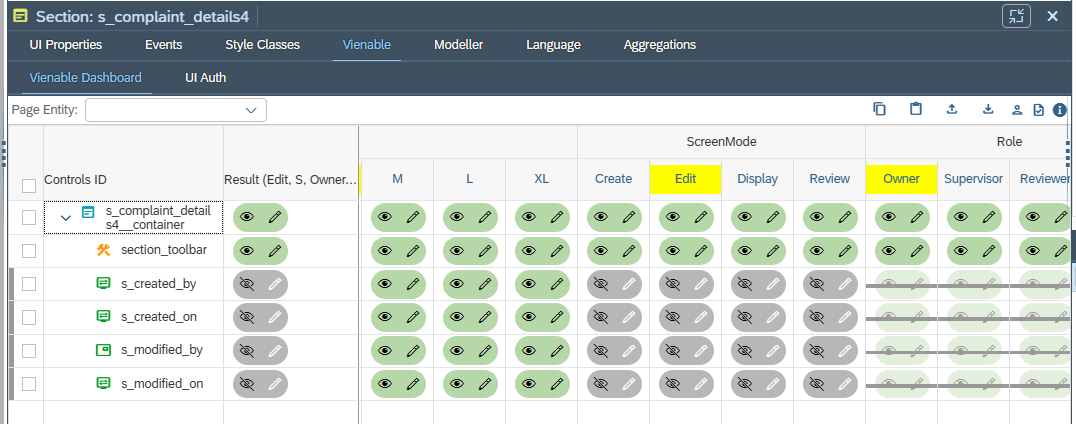 Section: s_complaint_details4
UI Properties Events Style Classes Vienable Modeller Language Aggregations
Vienable Dashboard UI Auth
Page Entity:
ScreenMode Role
Controls ID Result (Edit, S, Owner... M L XL Create Edit Display Review Owner Supervisor Reviewer
s_complaint_detail
s4__container
section_toolbar
s_created_by
s_created_on
s_modified_by
s_modified_on